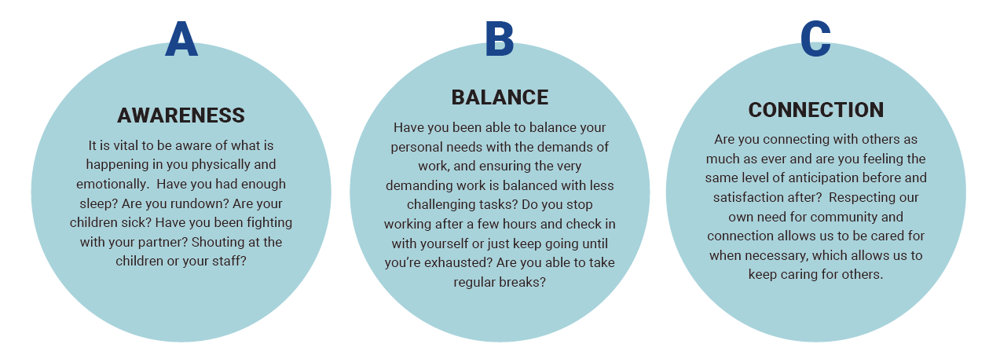 A
AWARENESS
It is vital to be aware of what is
happening in you physically and
emotionally.  Have you had enough
sleep? Are you rundown? Are your
children sick? Have you been fighting
with your partner? Shouting at the
children or your staff?
B
BALANCE
Have you been able to balance your
personal needs with the demands of
work, and ensuring the very
demanding work is balanced with less
challenging tasks? Do you stop
working after a few hours and check in
with yourself or just keep going until
you’re exhausted? Are you able to take
regular breaks?
C
CONNECTION
Are you connecting with others as
much as ever and are you feeling the
same level of anticipation before and
satisfaction after?  Respecting our
own need for community and
connection allows us to be cared for
when necessary, which allows us to
keep caring for others.